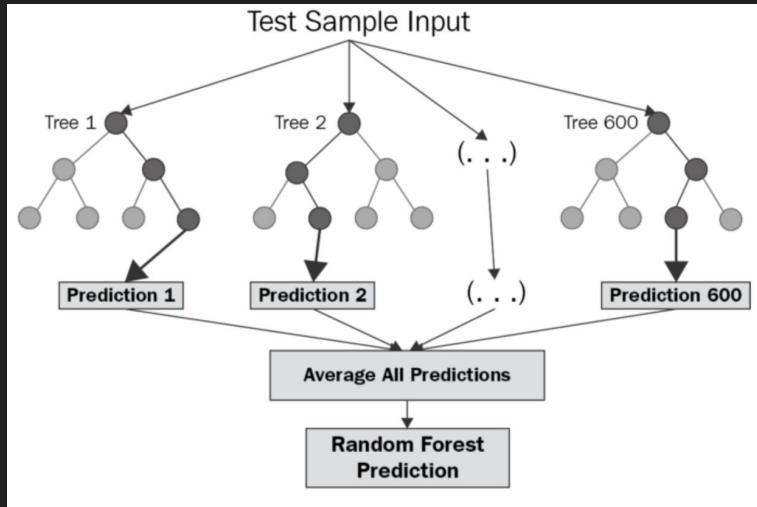 Test Sample Input
Tree 1
Tree 2
(. . .)
Tree 600
Prediction 1
Prediction 2
(. . .)
Prediction 600
Average All Predictions
Random Forest
Prediction